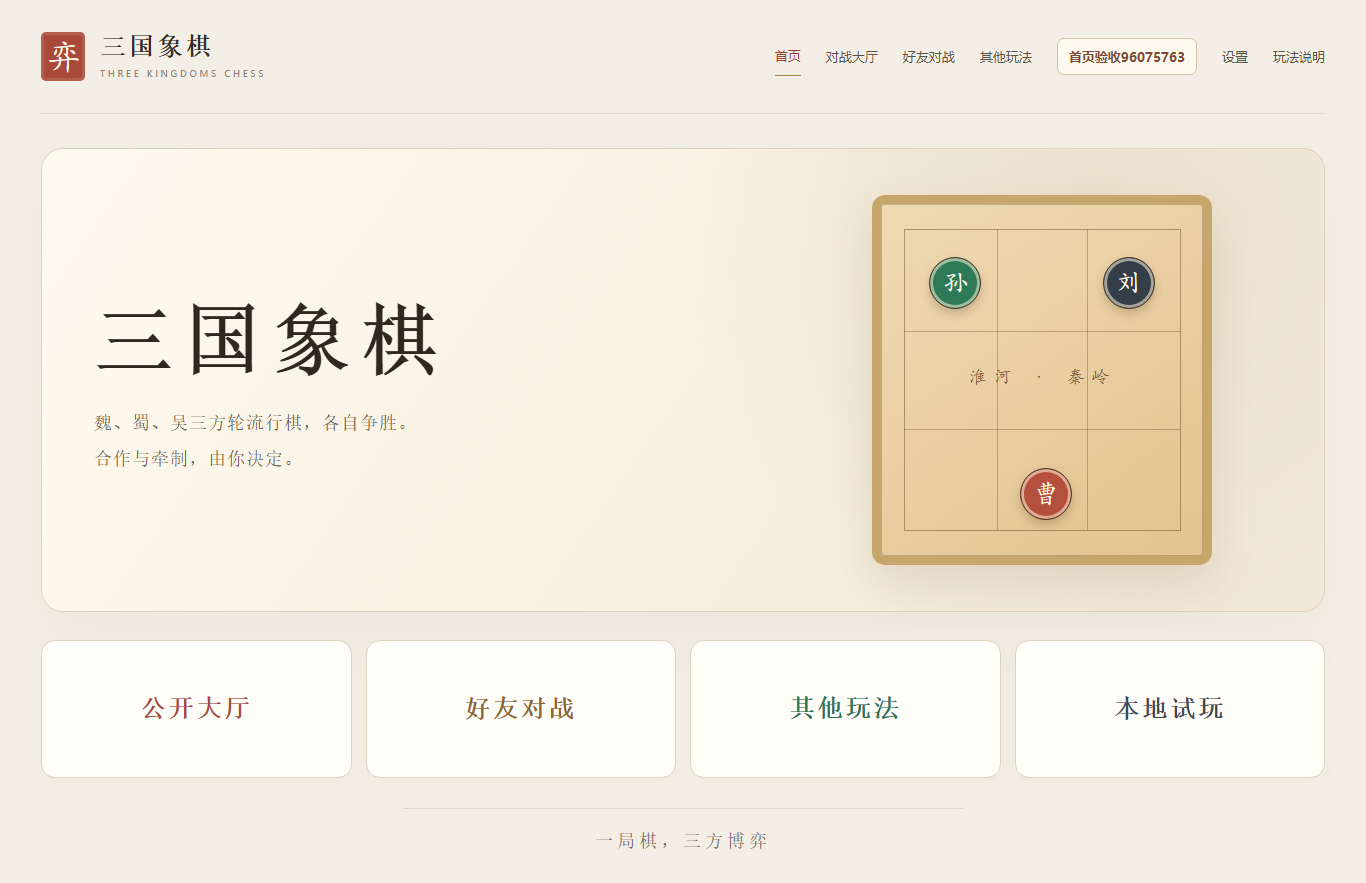 弈
三国象棋
THREE KINGDOMS CHESS
首页 对战大厅 好友对战 其他玩法 首页验收96075763 设置 玩法说明
三国象棋
魏、蜀、吴三方轮流行棋，各自争胜。
合作与牵制，由你决定。
孙 刘
淮河 · 秦岭
曹
公开大厅 好友对战 其他玩法 本地试玩
一局棋，三方博弈